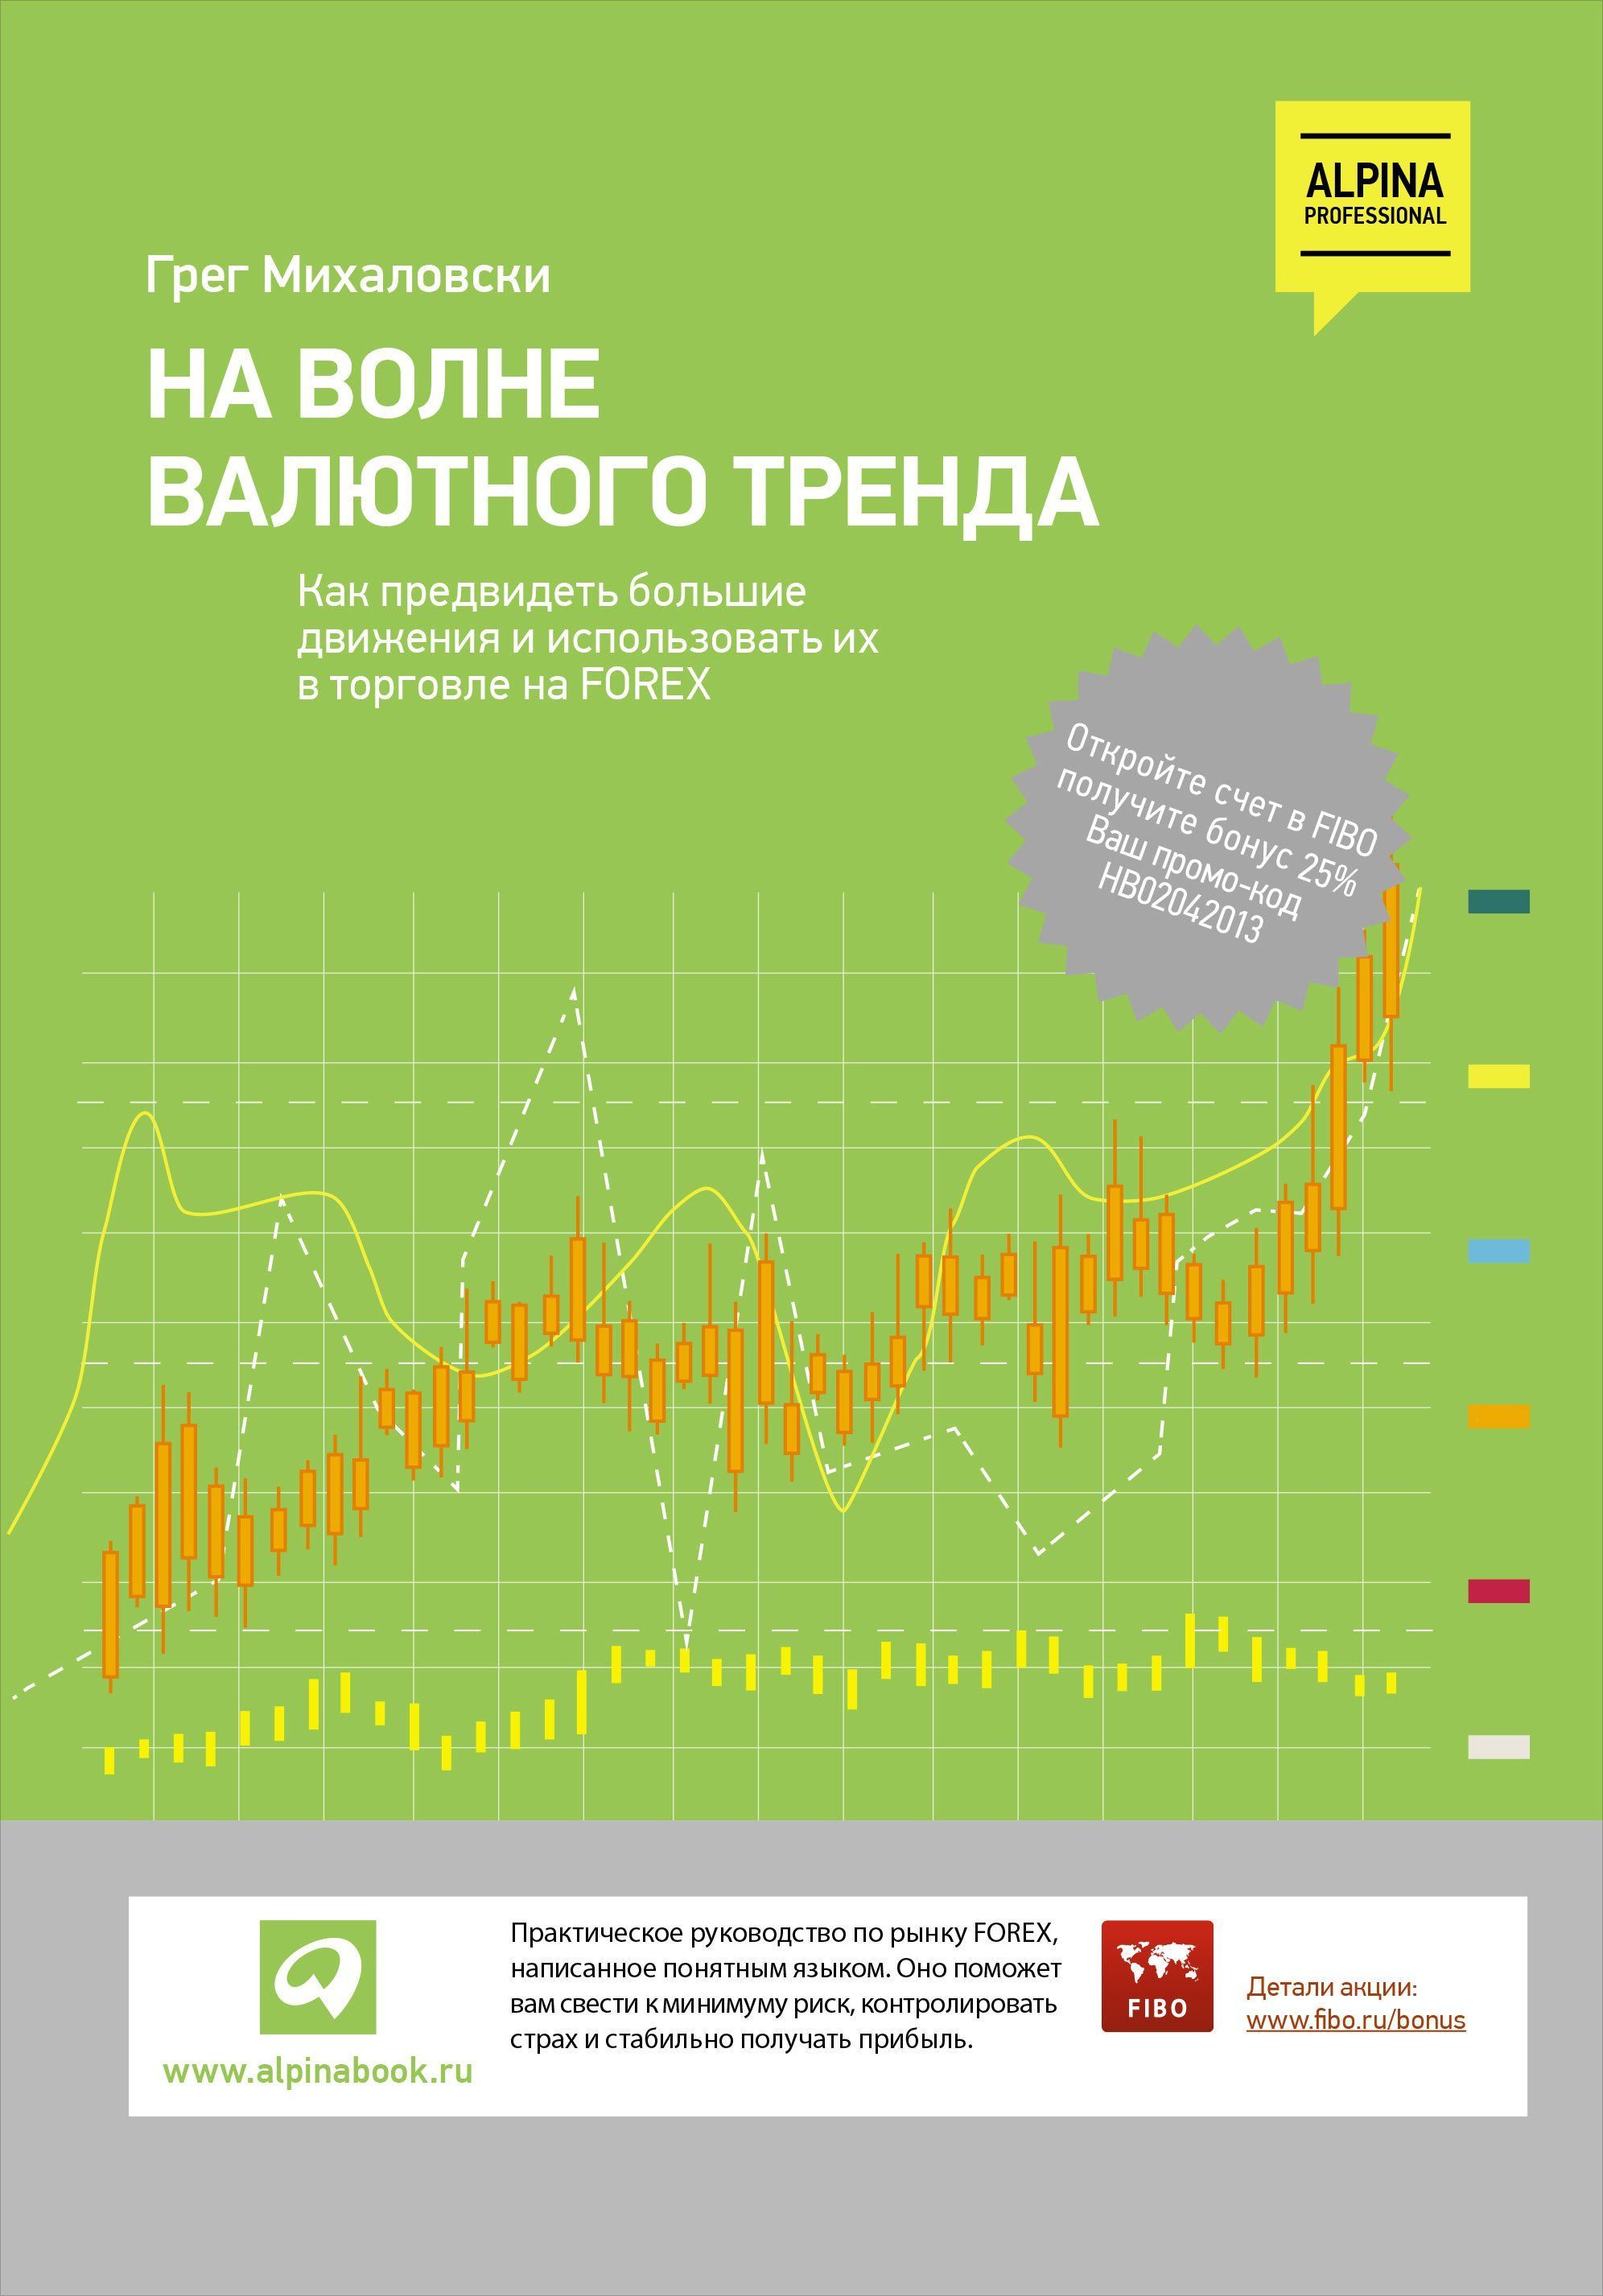 ALPINA
PROFESSIONAL
Грег Михаловски
НА ВОЛНЕ
ВАЛЮТНОГО ТРЕНДА
Как предвидеть большие
движения и использовать их
в торговле на FOREX
Откройте счет в FIBO
получите бонус 25%
Ваш промо-код
НВ02042013
Практическое руководство по рынку FOREX,
написанное понятным языком. Оно поможет
вам свести к минимуму риск, контролировать
страх и стабильно получать прибыль.
www.alpinabook.ru
FIBO
Детали акции:
www.fibo.ru/bonus